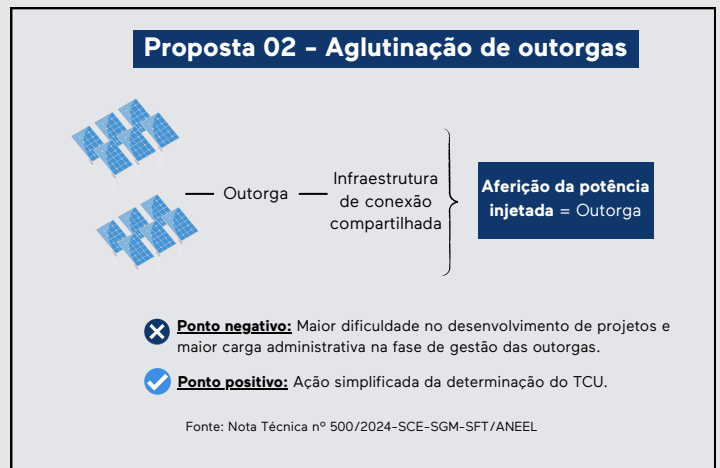 Proposta 02 - Aglutinação de outorgas
Outorga
Infraestrutura
de conexão
compartilhada
Aferição da potência
injetada = Outorga
Ponto negativo: Maior dificuldade no desenvolvimento de projetos e
maior carga administrativa na fase de gestão das outorgas.
Ponto positivo: Ação simplificada da determinação do TCU.
Fonte: Nota Técnica nº 500/2024-SCE-SGM-SFT/ANEEL